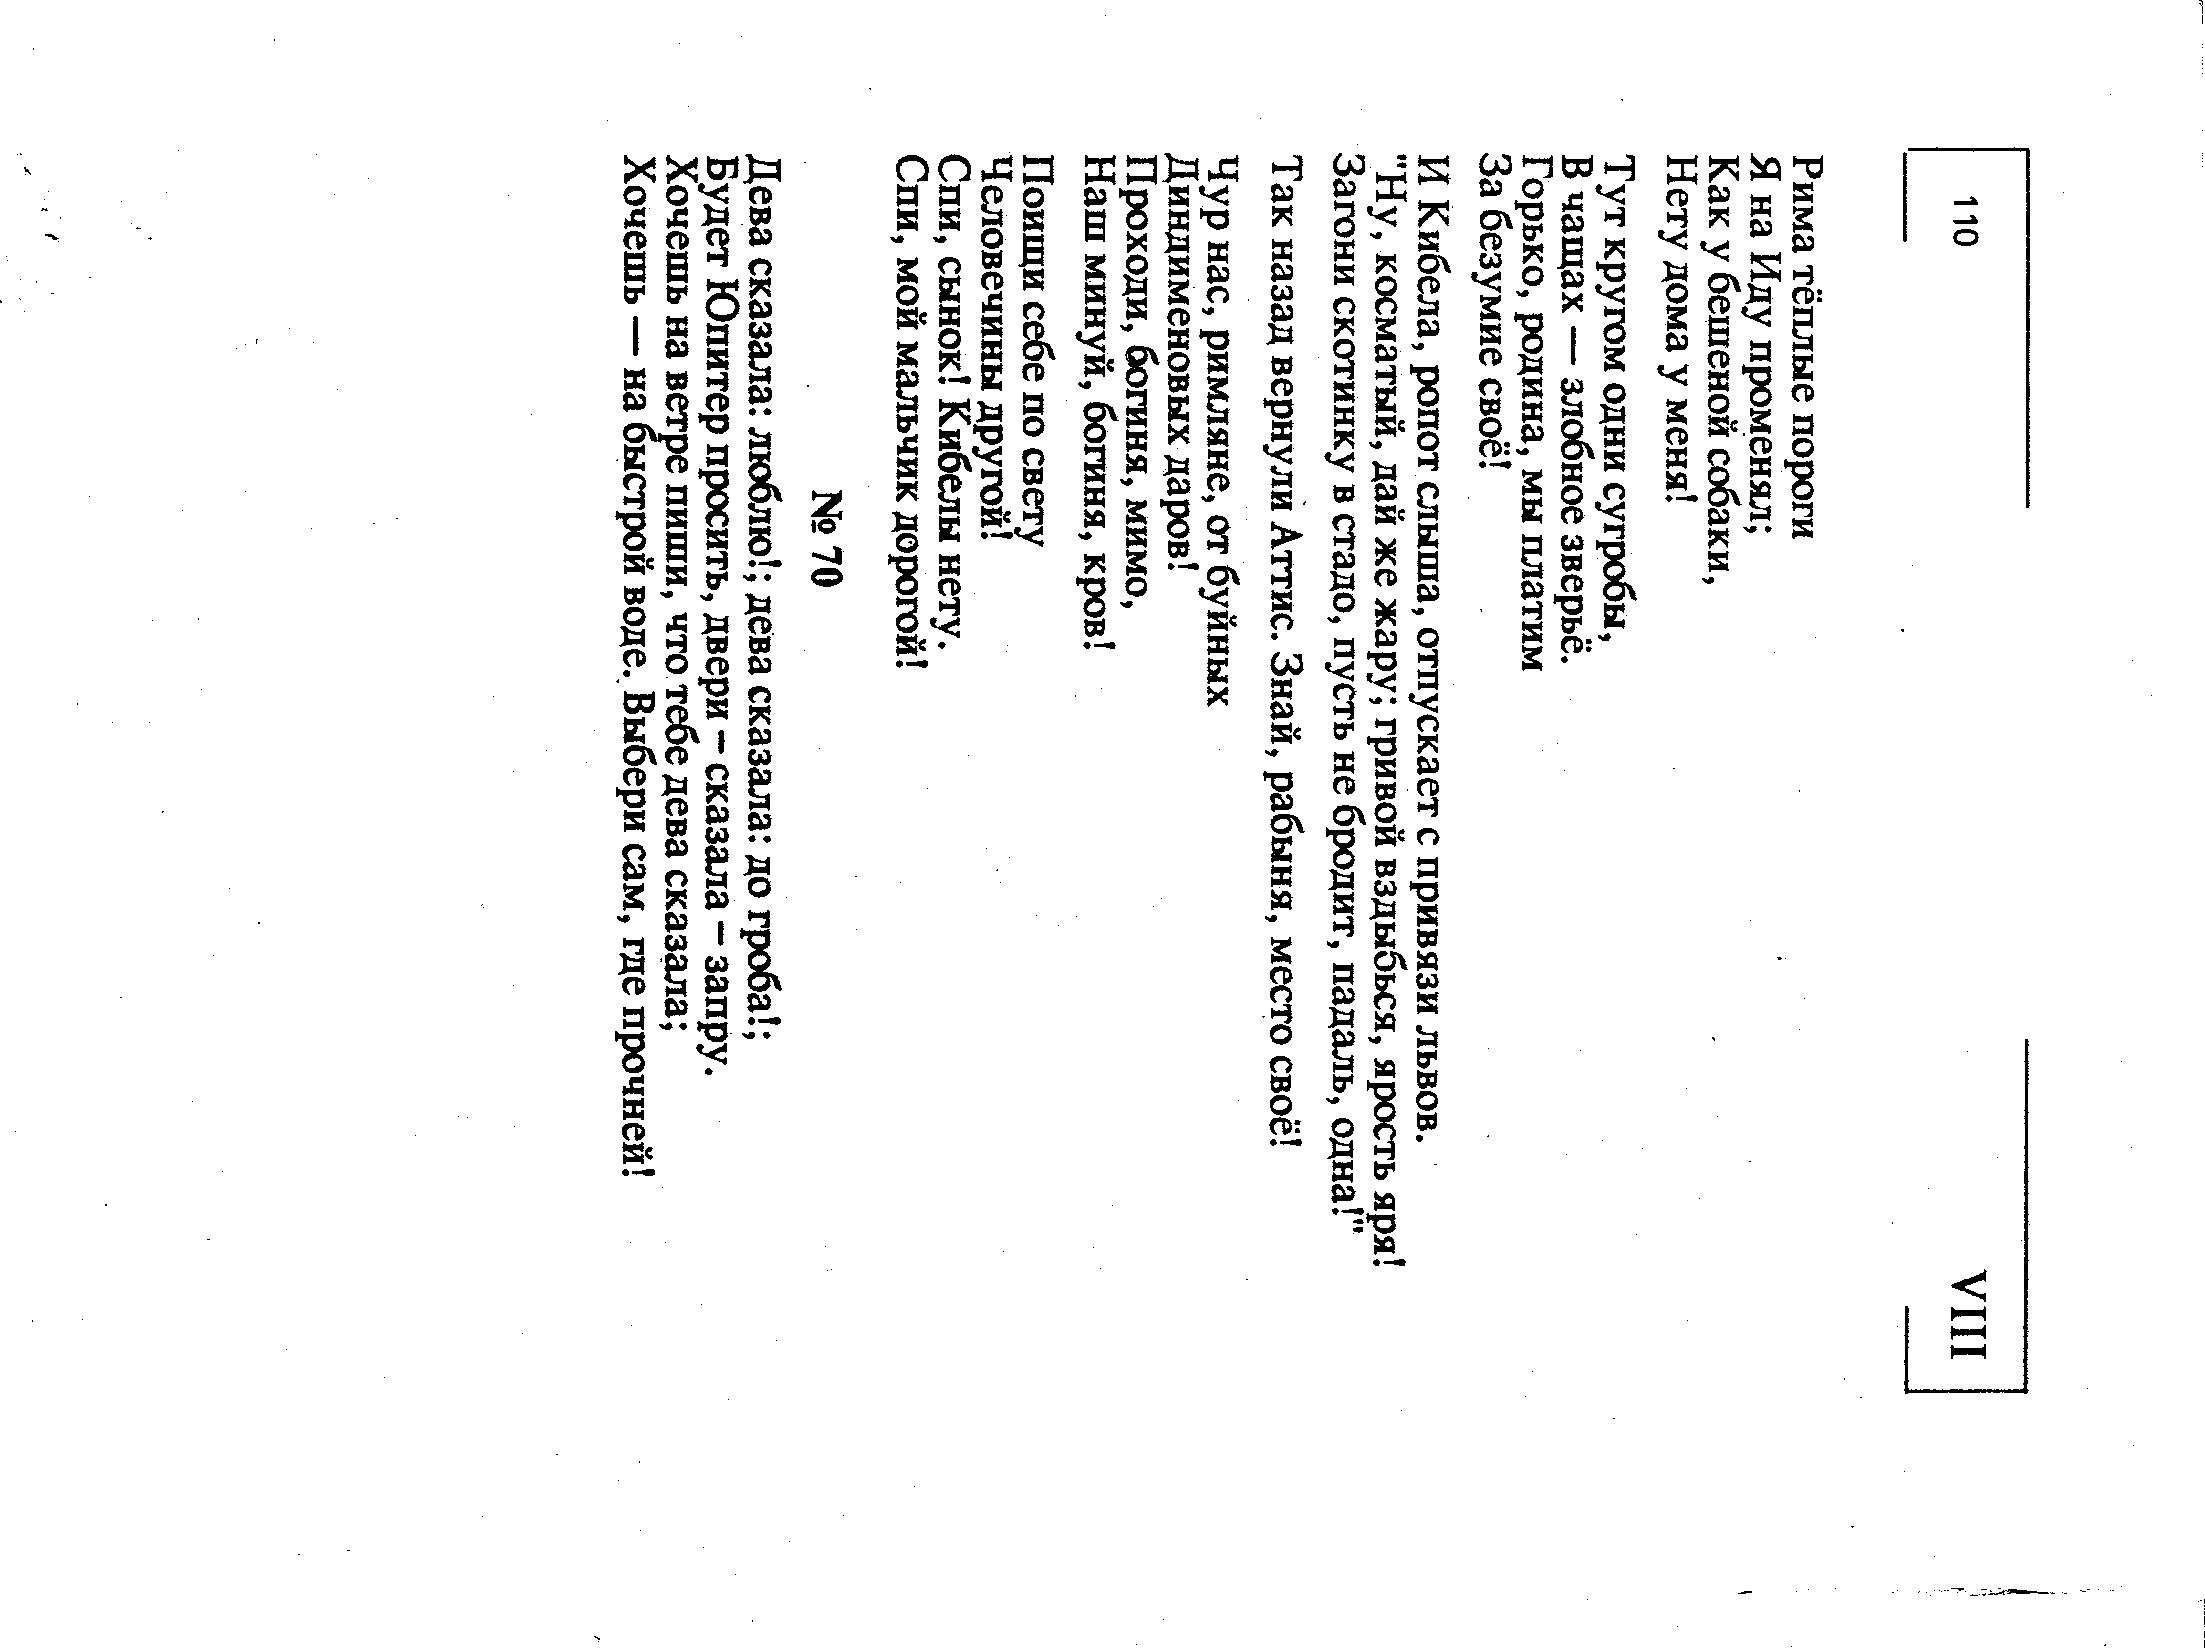 110
VIII
Рима тёплые пороги
Я на Иду променял;
Как у бешеной собаки,
Нету дома у меня!
Тут кругом одни сугробы,
В чащах — злобное зверьё.
Горько, родина, мы платим
За безумие своё!
И Кибела, ропот слыша, отпускает с привязи львов.
"Ну, косматый, дай же жару; гривой вздыбься, ярость яря!
Загони скотинку в стадо, пусть не бродит, падаль, одна!"
Так назад вернули Аттис. Знай, рабыня, место своё!
Чур нас, римляне, от буйных
Диндименовых даров!
Проходи, богиня, мимо,
Наш минуй, богиня, кров!
Поищи себе по свету
Человечины другой!
Спи, сынок! Кибелы нету.
Спи, мой мальчик дорогой!
№ 70
Дева сказала: люблю!; дева сказала: до гроба!;
Будет Юпитер просить, двери – сказала – запру.
Хочешь на ветре пиши, что тебе дева сказала;
Хочешь — на быстрой воде. Выбери сам, где прочней!